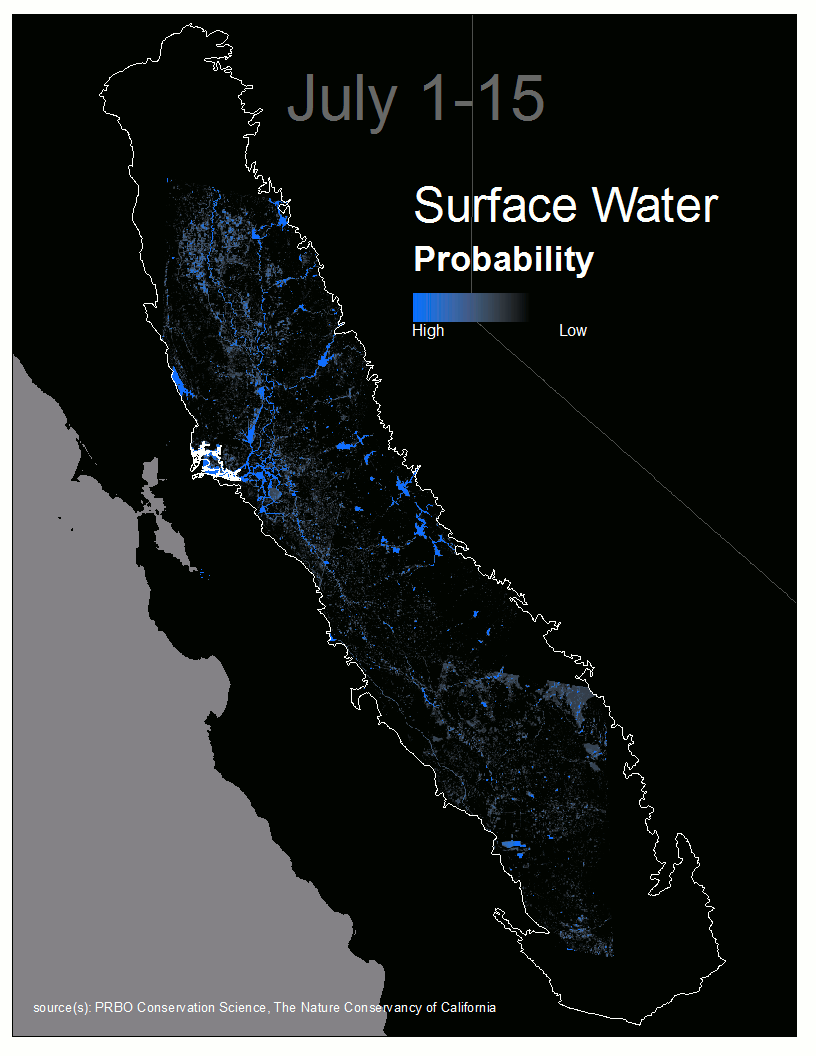 July 1-15
Surface Water
Probability
High Low
source(s): PRBO Conservation Science, The Nature Conservancy of California